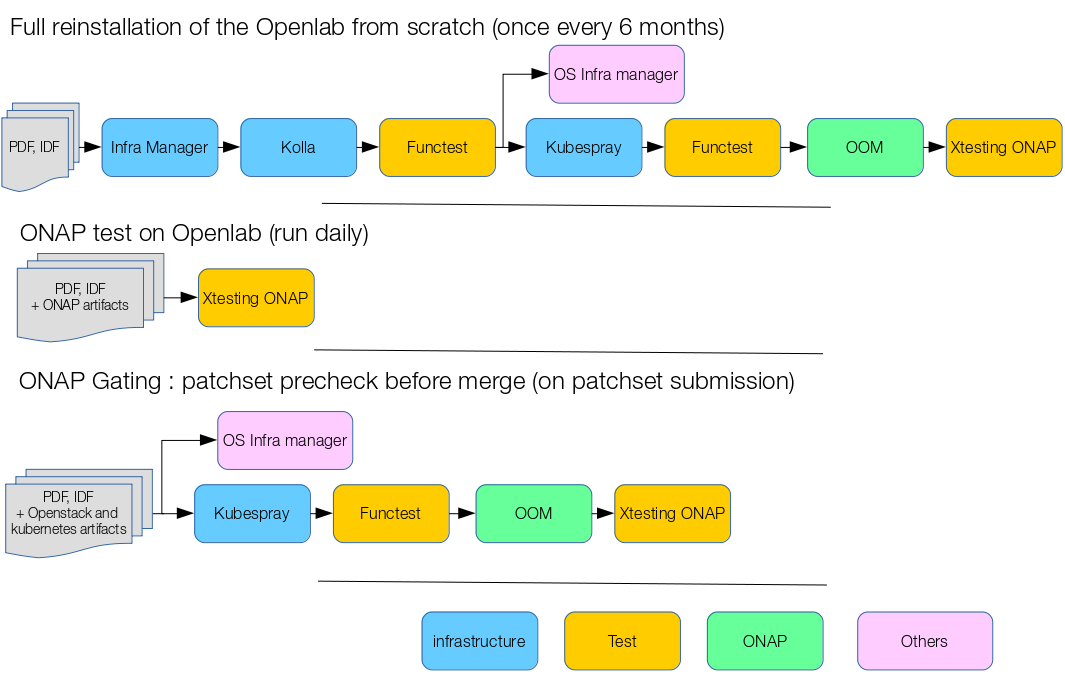 Full reinstallation of the Openlab from scratch (once every 6 months)
OS Infra manager
PDF, IDF
Infra Manager
Kolla
Functest
Kubespray
Functest
OOM
Xtesting ONAP
ONAP test on Openlab (run daily)
PDF, IDF
+ ONAP artifacts
Xtesting ONAP
ONAP Gating : patchset precheck before merge (on patchset submission)
OS Infra manager
PDF, IDF
+ Openstack and
kubernetes artifacts
Kubespray
Functest
OOM
Xtesting ONAP
infrastructure
Test
ONAP
Others